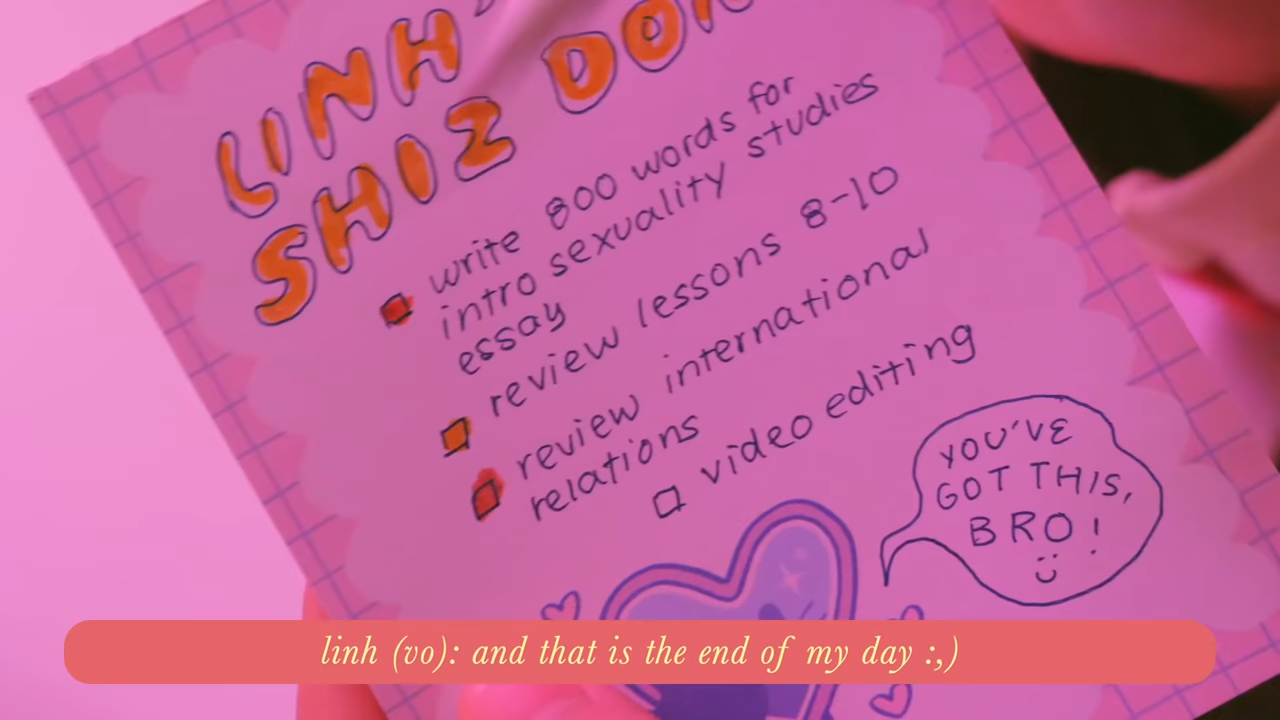 LINH'
SHIZ DON
write 800 words for
intro sexuality studies
essay
review lessons 8-10
review international
relations
video editing
YOU'VE
GOT THIS,
BRO!
linh (vo): and that is the end of my day :,)